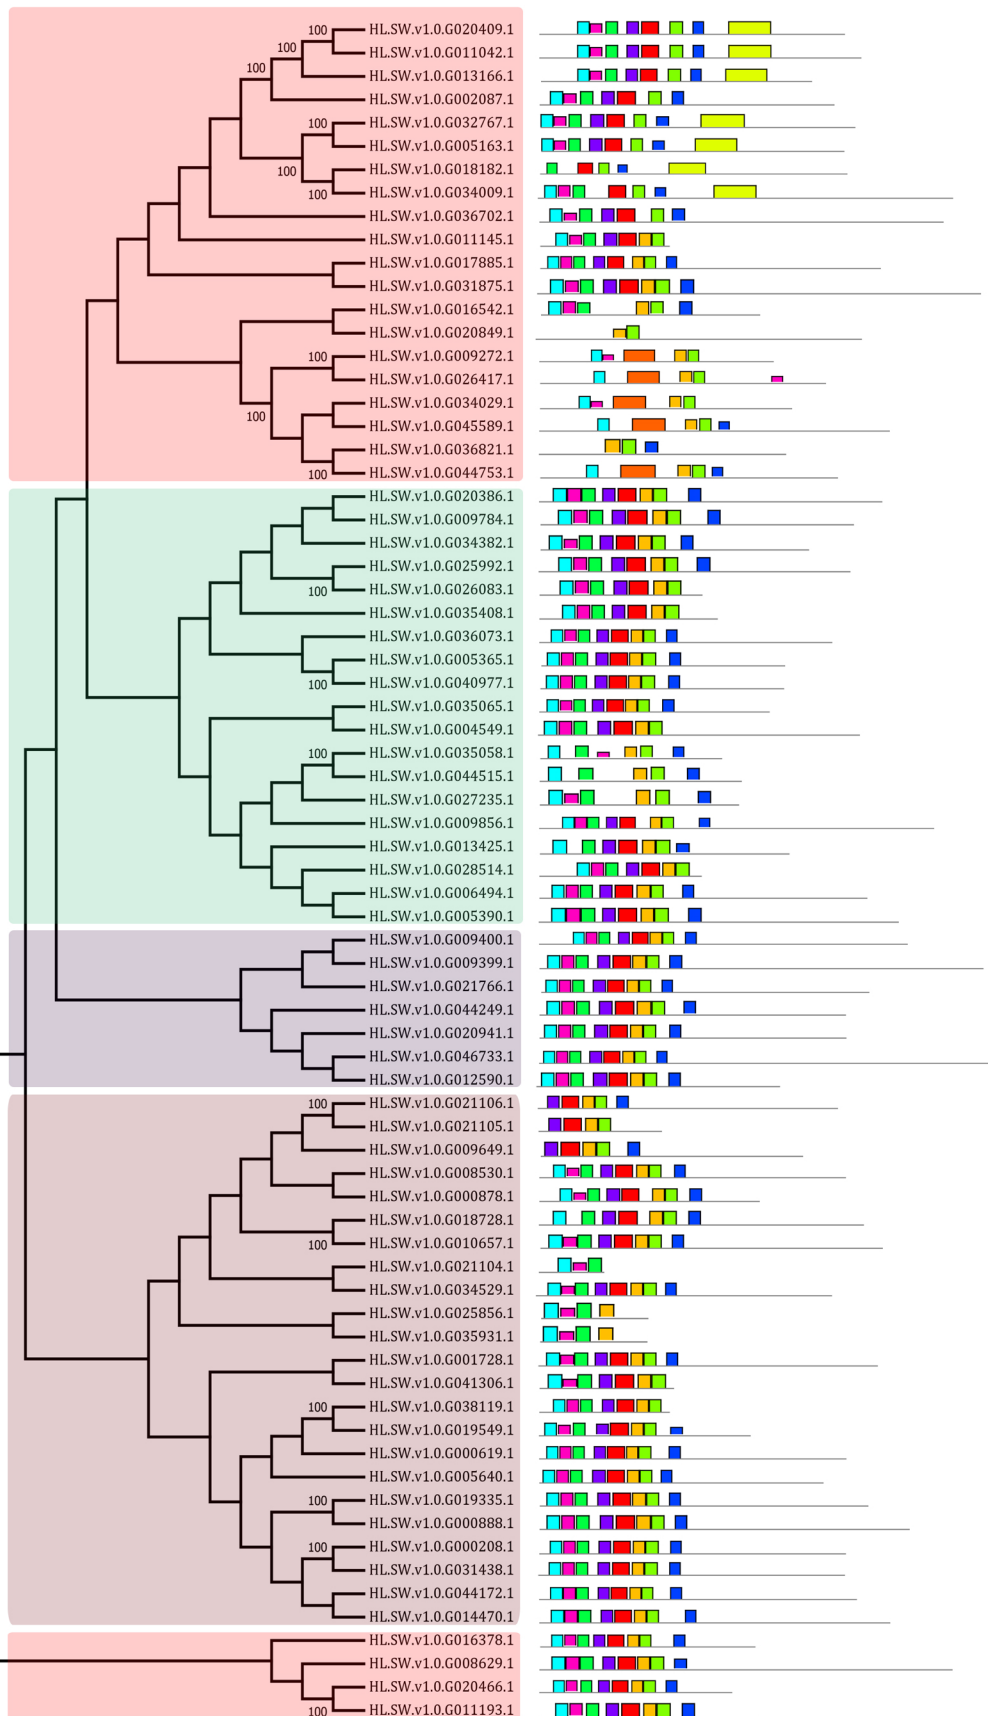 HL.SW.v1.0.G020409.1
100
100
HL.SW.v1.0.G011042.1
100
HL.SW.v1.0.G013166.1
HL.SW.v1.0.G002087.1
100
HL.SW.v1.0.G032767.1
HL.SW.v1.0.G005163.1
100
HL.SW.v1.0.G018182.1
100
HL.SW.v1.0.G034009.1
HL.SW.v1.0.G036702.1
HL.SW.v1.0.G011145.1
HL.SW.v1.0.G017885.1
HL.SW.v1.0.G031875.1
HL.SW.v1.0.G016542.1
HL.SW.v1.0.G020849.1
100
HL.SW.v1.0.G009272.1
HL.SW.v1.0.G026417.1
HL.SW.v1.0.G034029.1
100
HL.SW.v1.0.G045589.1
HL.SW.v1.0.G036821.1
100
HL.SW.v1.0.G044753.1
HL.SW.v1.0.G020386.1
HL.SW.v1.0.G009784.1
HL.SW.v1.0.G034382.1
HL.SW.v1.0.G025992.1
100
HL.SW.v1.0.G026083.1
HL.SW.v1.0.G035408.1
HL.SW.v1.0.G036073.1
HL.SW.v1.0.G005365.1
100
HL.SW.v1.0.G040977.1
HL.SW.v1.0.G035065.1
HL.SW.v1.0.G004549.1
100
HL.SW.v1.0.G035058.1
HL.SW.v1.0.G044515.1
HL.SW.v1.0.G027235.1
HL.SW.v1.0.G009856.1
HL.SW.v1.0.G013425.1
HL.SW.v1.0.G028514.1
HL.SW.v1.0.G006494.1
HL.SW.v1.0.G005390.1
HL.SW.v1.0.G009400.1
HL.SW.v1.0.G009399.1
HL.SW.v1.0.G021766.1
HL.SW.v1.0.G044249.1
HL.SW.v1.0.G020941.1
HL.SW.v1.0.G046733.1
HL.SW.v1.0.G012590.1
100
HL.SW.v1.0.G021106.1
HL.SW.v1.0.G021105.1
HL.SW.v1.0.G009649.1
HL.SW.v1.0.G008530.1
HL.SW.v1.0.G000878.1
HL.SW.v1.0.G018728.1
100
HL.SW.v1.0.G010657.1
HL.SW.v1.0.G021104.1
HL.SW.v1.0.G034529.1
HL.SW.v1.0.G025856.1
HL.SW.v1.0.G035931.1
HL.SW.v1.0.G001728.1
HL.SW.v1.0.G041306.1
100
HL.SW.v1.0.G038119.1
HL.SW.v1.0.G019549.1
HL.SW.v1.0.G000619.1
HL.SW.v1.0.G005640.1
100
HL.SW.v1.0.G019335.1
HL.SW.v1.0.G000888.1
100
HL.SW.v1.0.G000208.1
HL.SW.v1.0.G031438.1
HL.SW.v1.0.G044172.1
HL.SW.v1.0.G014470.1
HL.SW.v1.0.G016378.1
HL.SW.v1.0.G008629.1
HL.SW.v1.0.G020466.1
100
HL.SW.v1.0.G011193.1